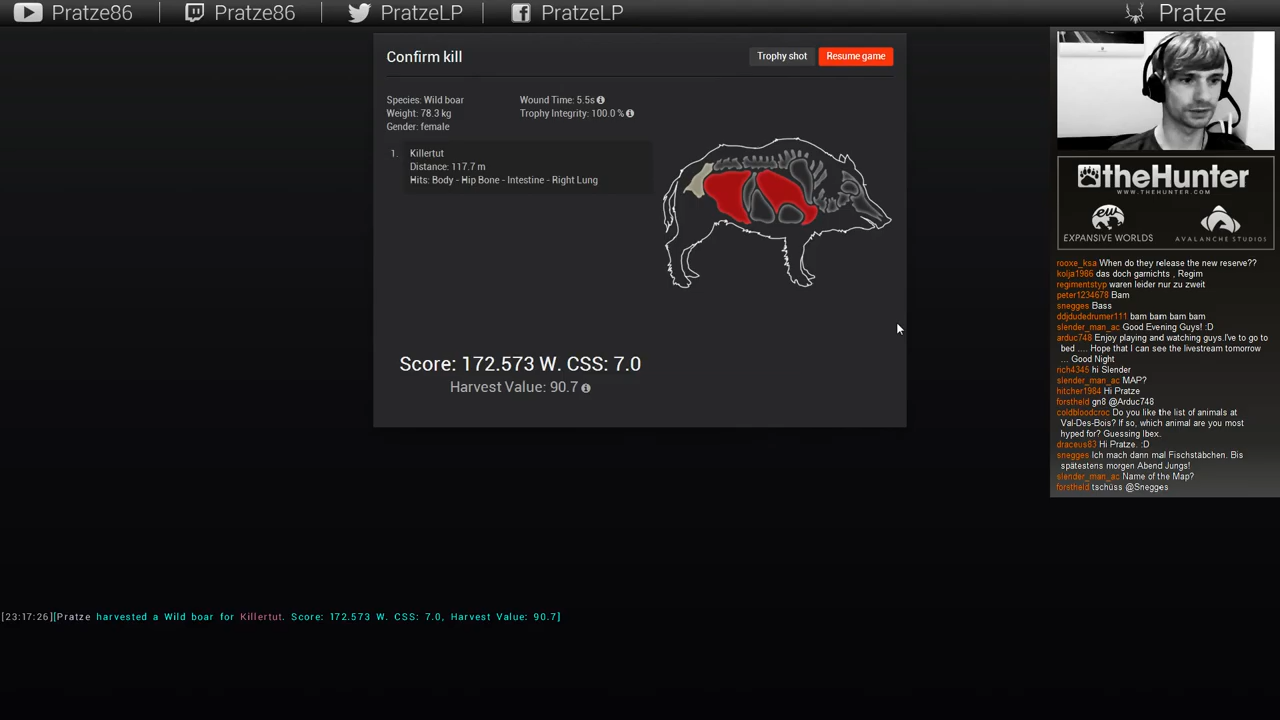 Pratze86 Pratze86 PratzeLP PratzeLP Pratze
Confirm kill
Trophy shot Resume game
Species: Wild boar Wound Time: 5.5s
Weight: 78.3 kg Trophy Integrity: 100.0 %
Gender: female
1. Killertut
Distance: 117.7 m
Hits: Body - Hip Bone - Intestine - Right Lung
Score: 172.573 W. CSS: 7.0
Harvest Value: 90.7
[23:17:26][Pratze harvested a Wild boar for Killertut. Score: 172.573 W. CSS: 7.0, Harvest Value: 90.7]
theHunter
WWW.THEHUNTER.COM
ew
EXPANSIVE WORLDS AVALANCHE STUDIOS
rooxe_ksa When do they release the new reserve??
kolja1986 das doch garnichts , Regim
regimentstyp waren leider nur zu zweit
peter1234678 Bam
snegges Bass
ddjdudedrumer111 bam bam bam bam
slender_man_ac Good Evening Guys! :D
arduc748 Enjoy playing and watching guys.I've to go to
bed .... Hope that I can see the livestream tomorrow
... Good Night
rich4345 hi Slender
slender_man_ac MAP?
hitcher1984 Hi Pratze
forstheld gn8 @Arduc748
coldbloodcroc Do you like the list of animals at
Val-Des-Bois? If so, which animal are you most
hyped for? Guessing Ibex.
draceus83 Hi Pratze. :D
snegges Ich mach dann mal Fischstäbchen. Bis
spätestens morgen Abend Jungs!
slender_man_ac Name of the Map?
forstheld tschüss @Snegges